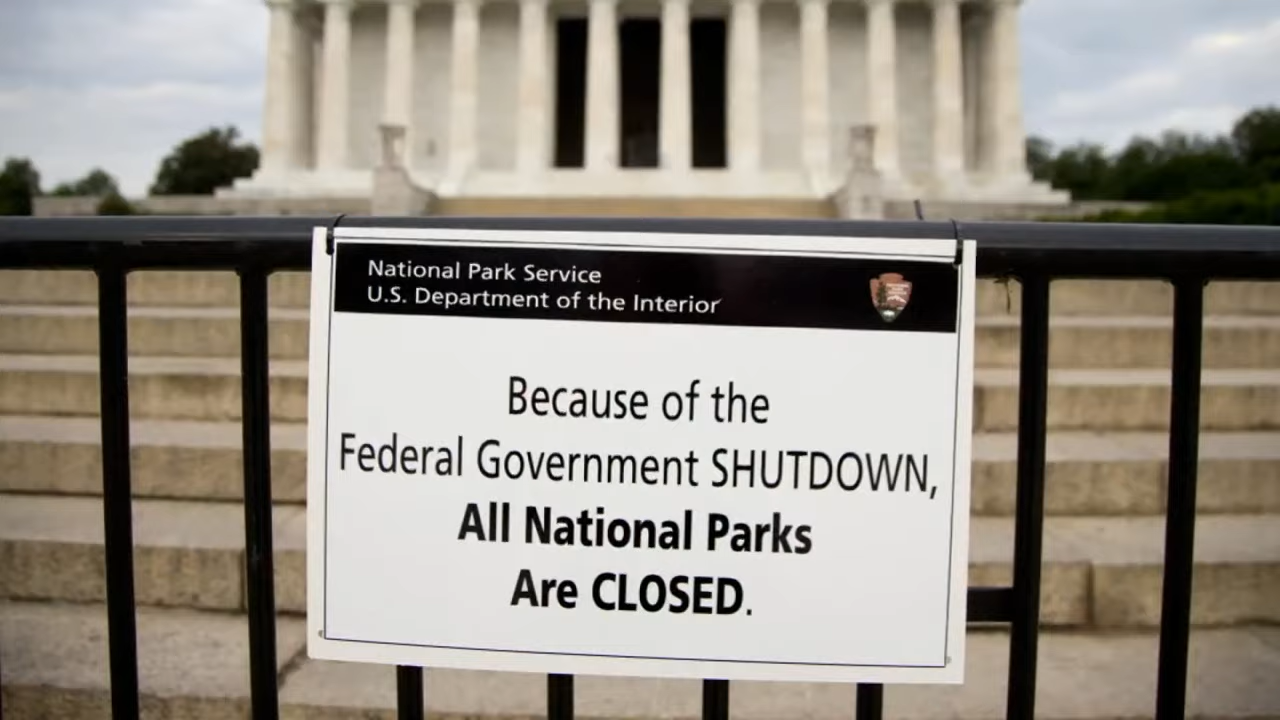 National Park Service
U.S. Department of the Interior
Because of the
Federal Government SHUTDOWN,
All National Parks
Are CLOSED.